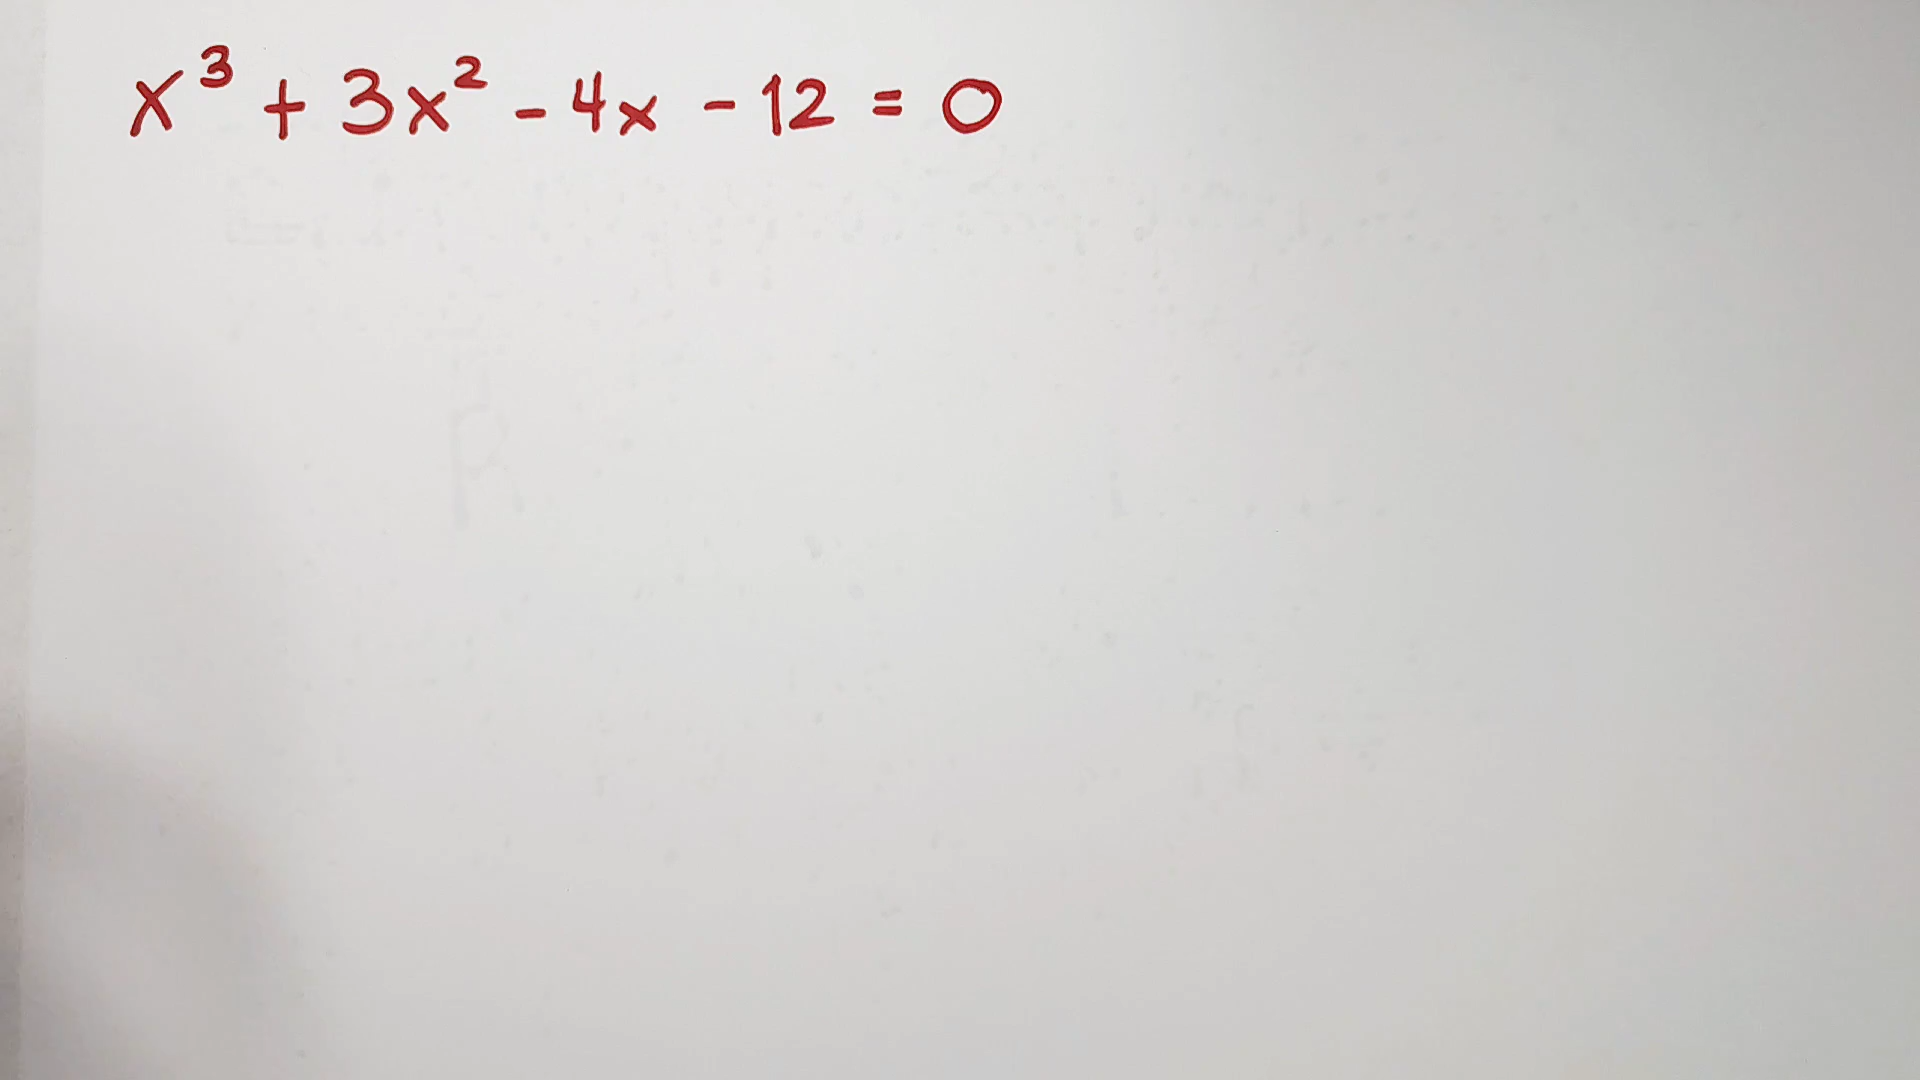 x³ + 3x² - 4x - 12 = 0